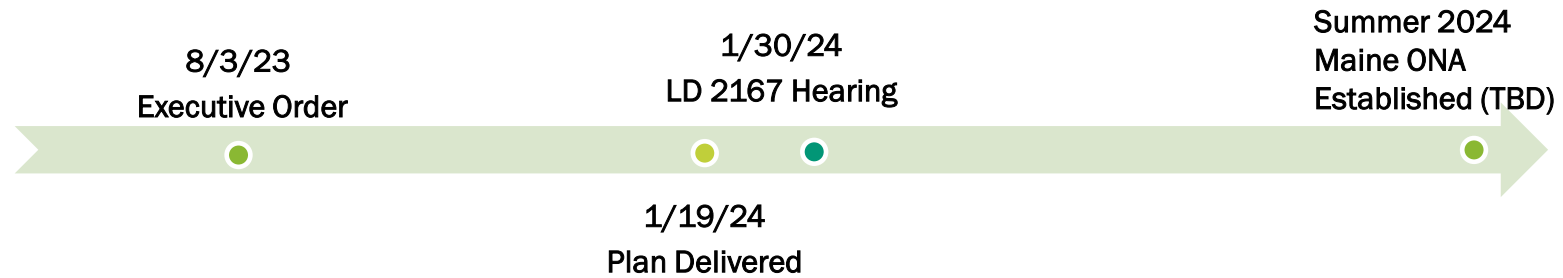 8/3/23
Executive Order
1/19/24
Plan Delivered
1/30/24
LD 2167 Hearing
Summer 2024
Maine ONA
Established (TBD)